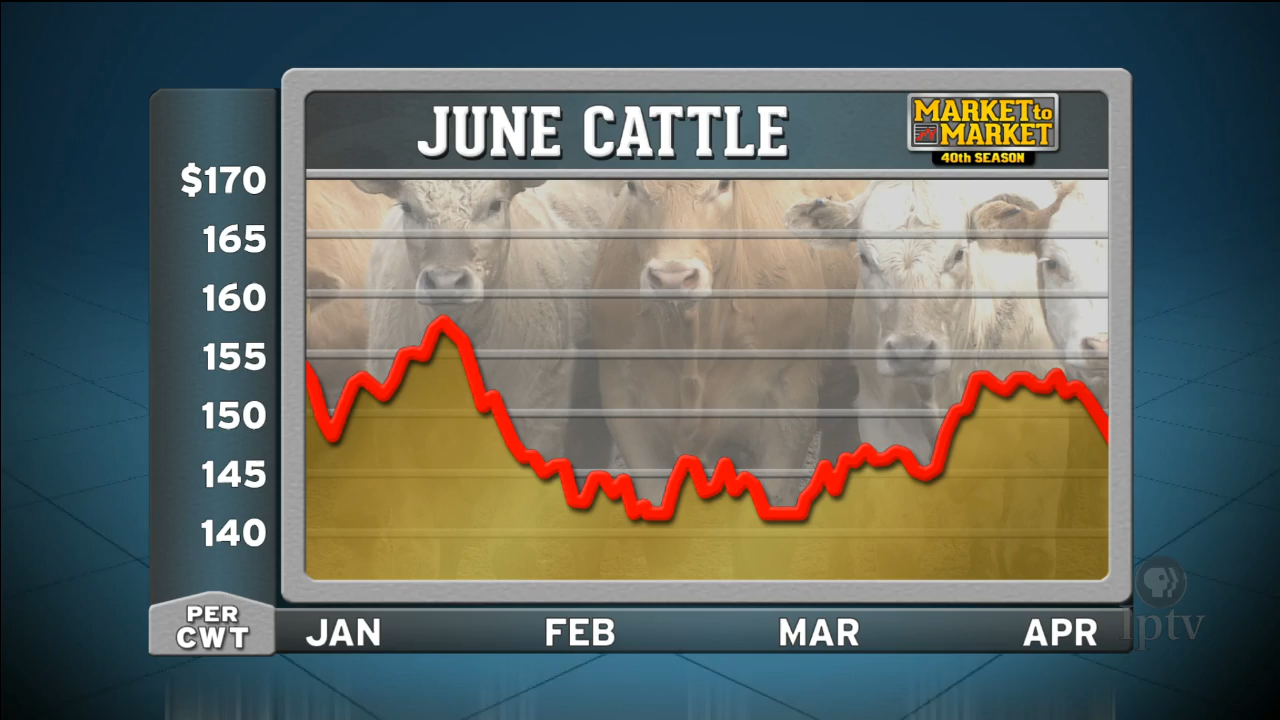 JUNE CATTLE
MARKET to
MARKET
40th SEASON
$170
165
160
155
150
145
140
PER
CWT
JAN FEB MAR APR
Iptv